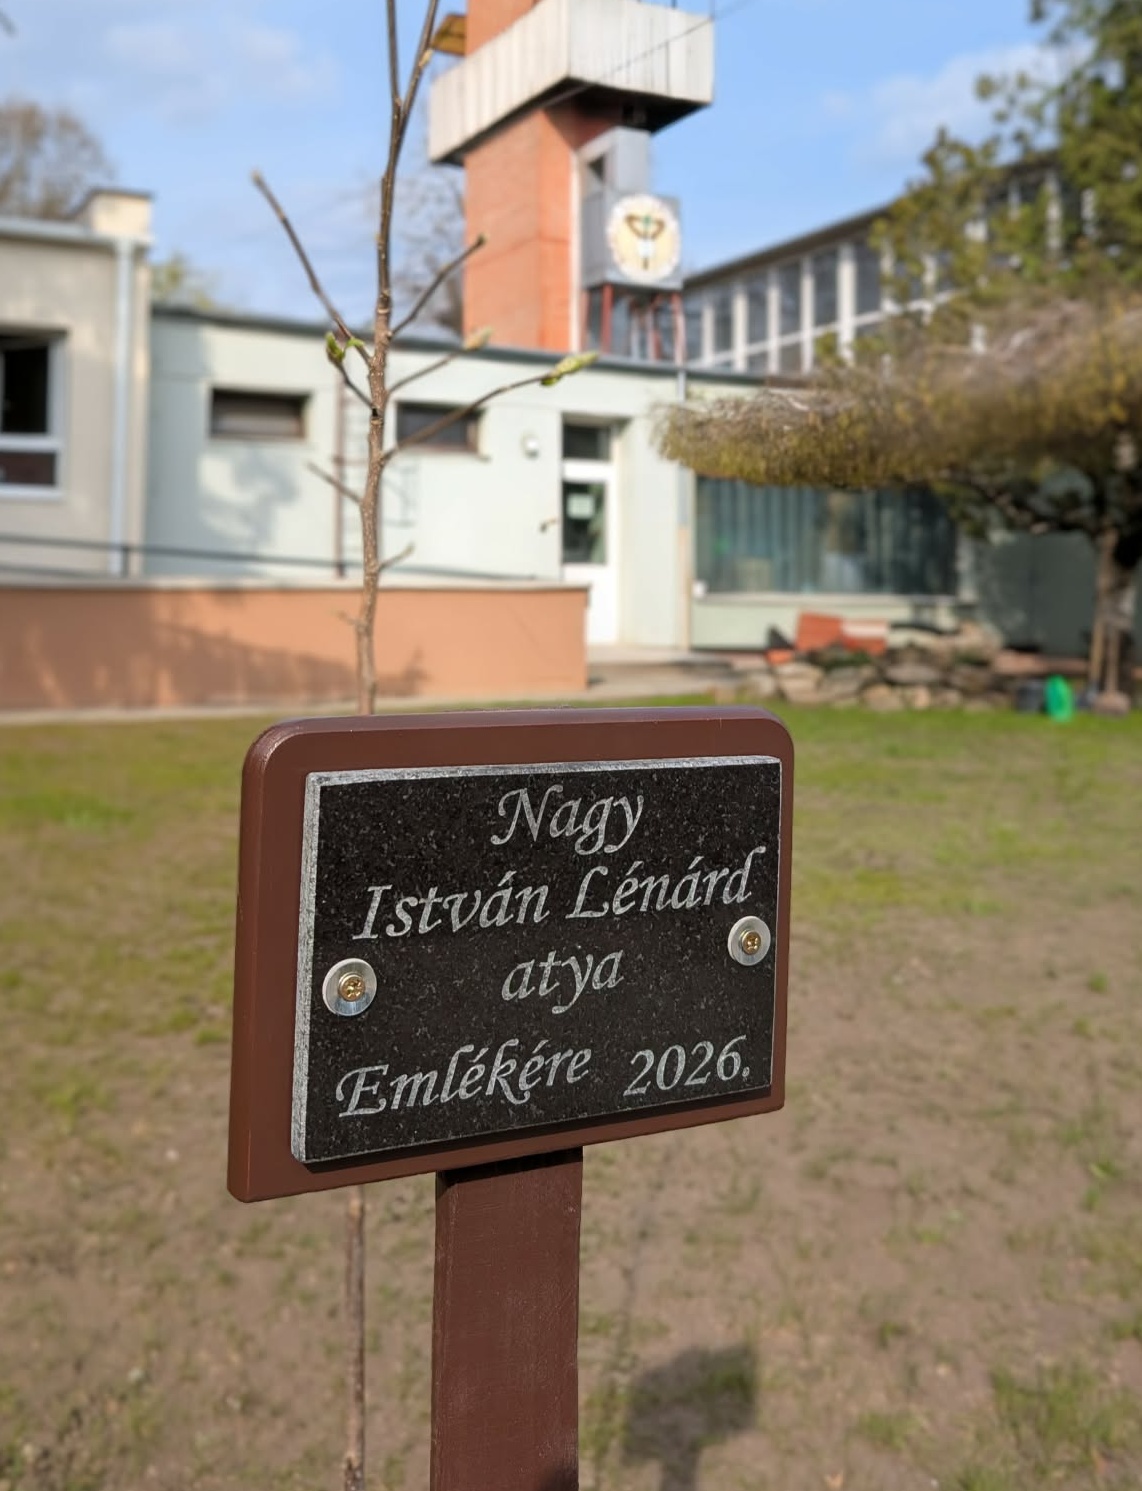 Nagy
István Lénárd
atya
Emlékére 2026.